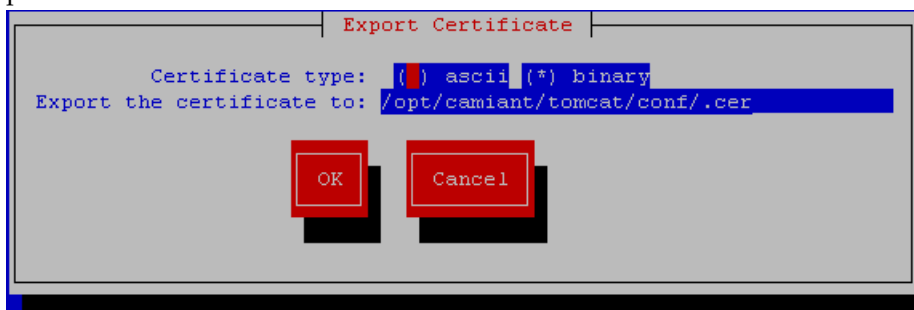 Export Certificate
Certificate type: ( ) ascii (*) binary
Export the certificate to: /opt/camiant/tomcat/conf/.cer
OK Cancel